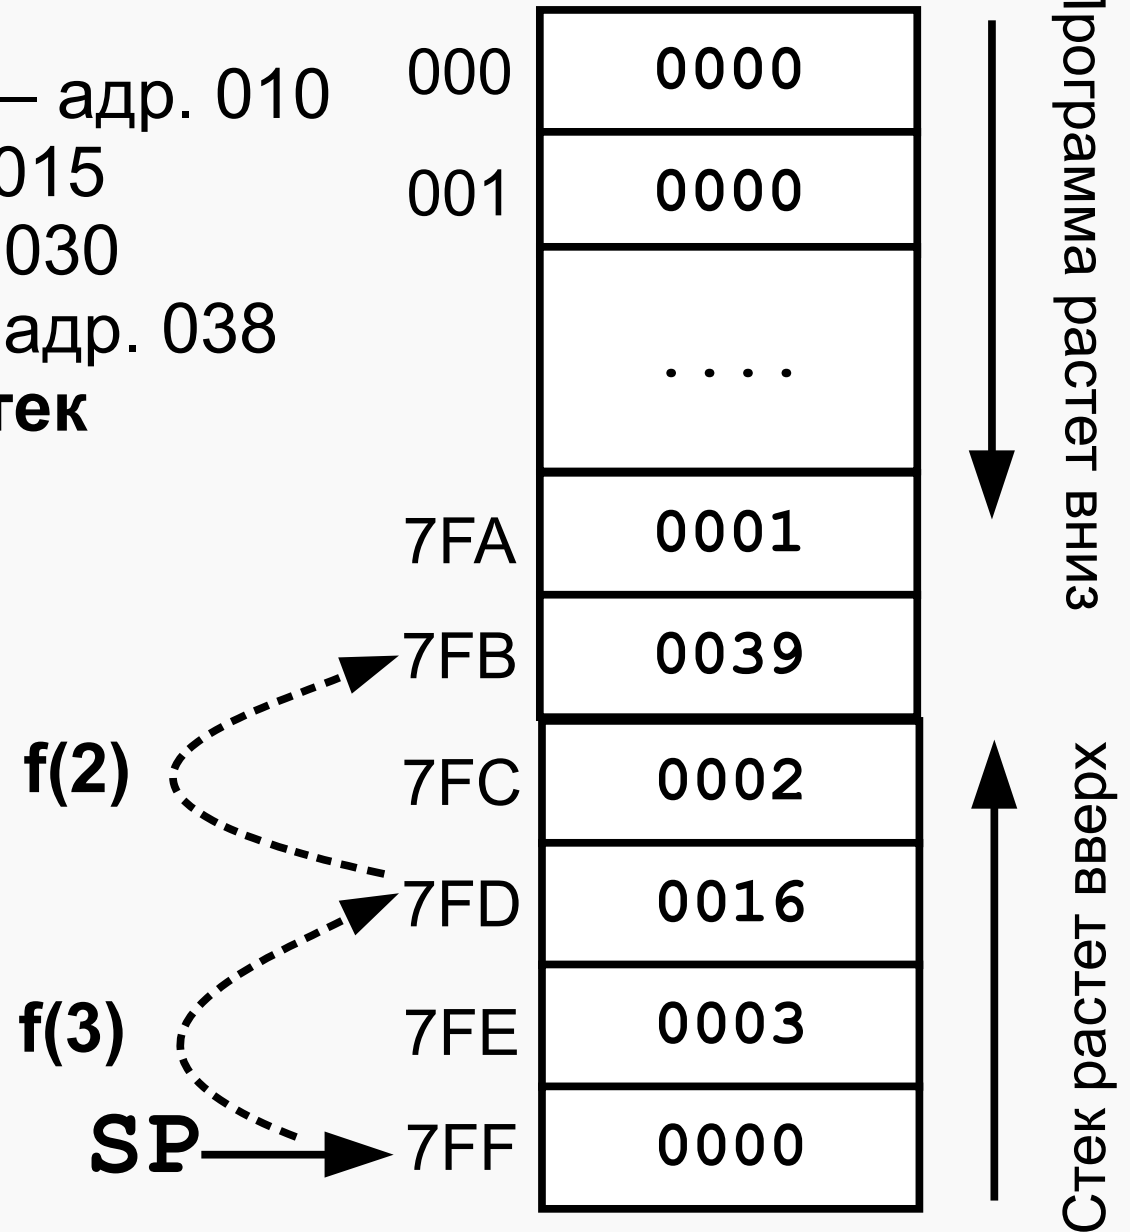 — адр. 010
015
030
адр. 038
тек
000 0000
001 0000
....
7FA 0001
7FB 0039
f(2)
7FC 0002
7FD 0016
f(3)
7FE 0003
SP 7FF 0000
Программа растет вниз
Стек растет вверх